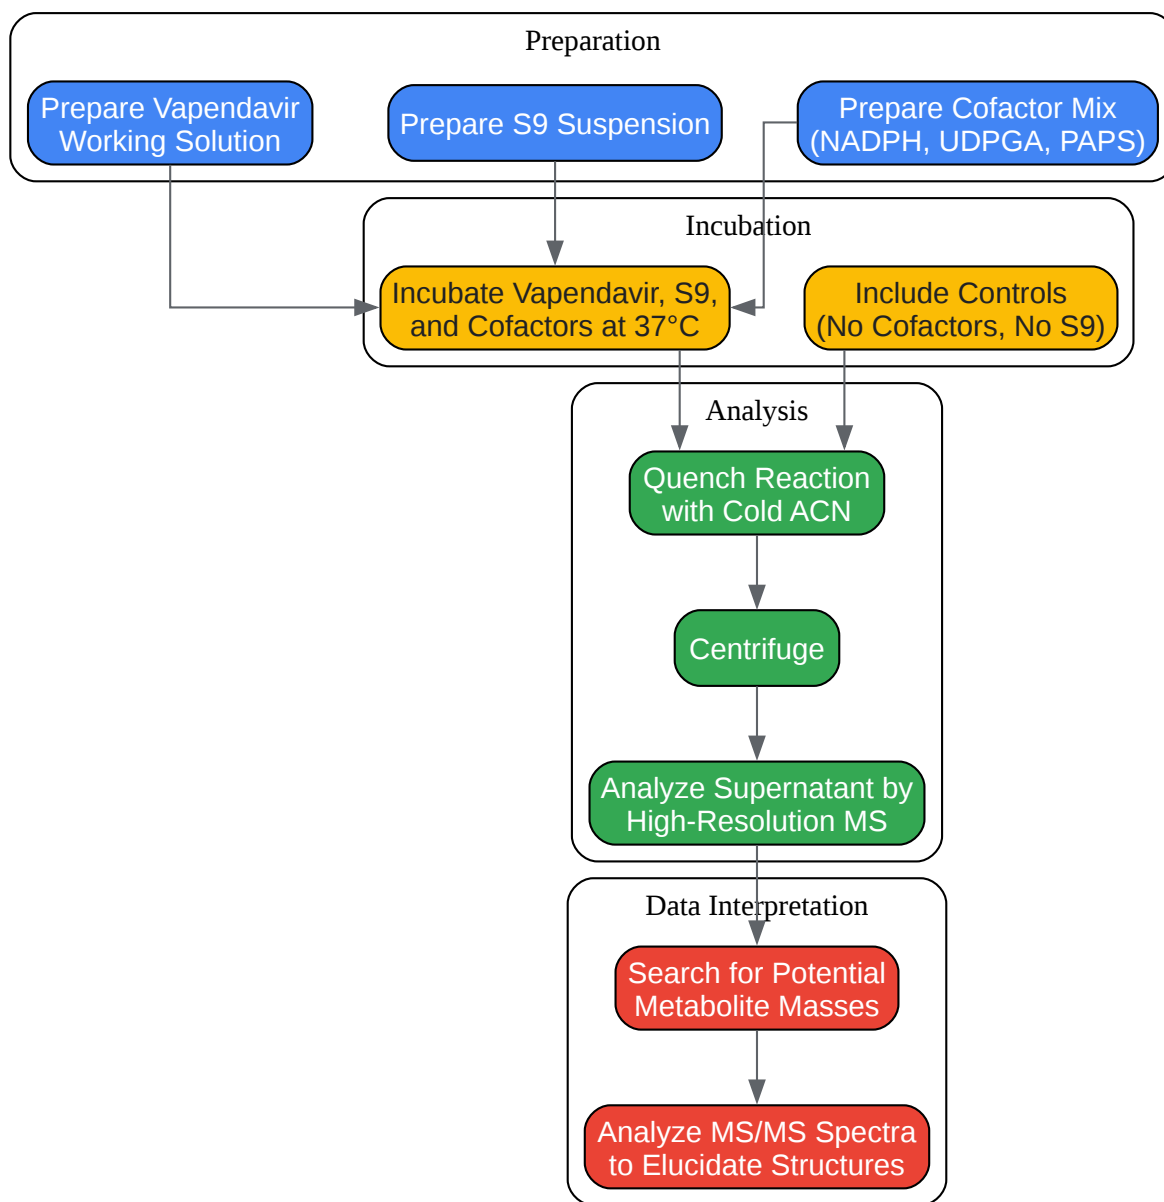 Preparation
Prepare Vapendavir
Working Solution
Prepare S9 Suspension
Prepare Cofactor Mix
(NADPH, UDPGA, PAPS)
Incubation
Incubate Vapendavir, S9,
and Cofactors at 37°C
Include Controls
(No Cofactors, No S9)
Analysis
Quench Reaction
with Cold ACN
Centrifuge
Analyze Supernatant by
High-Resolution MS
Data Interpretation
Search for Potential
Metabolite Masses
Analyze MS/MS Spectra
to Elucidate Structures